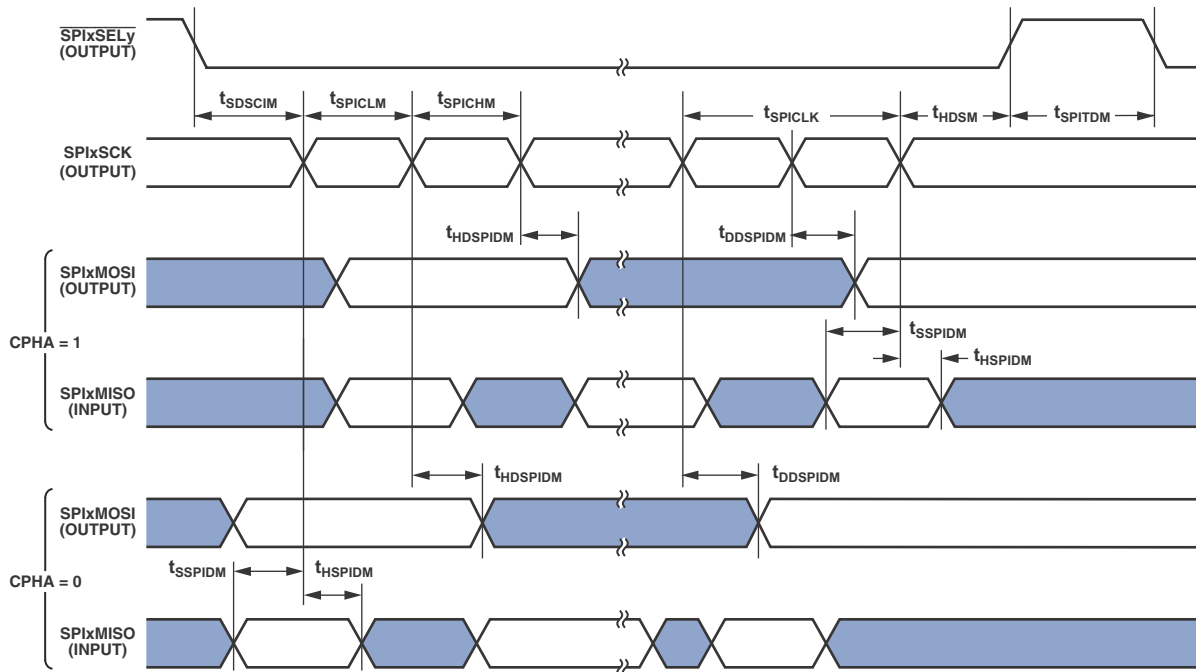 SPIxSELy
(OUTPUT)
tSDSCIM tSPICLM tSPICHM tSPICLK tHDSM tSPITDM
SPIxSCK
(OUTPUT)
tHDSPIDM tDDSPIDM
SPIxMOSI
(OUTPUT)
tSSPIDM
CPHA = 1
tHSPIDM
SPIxMISO
(INPUT)
tHDSPIDM tDDSPIDM
SPIxMOSI
(OUTPUT)
CPHA = 0
tSSPIDM tHSPIDM
SPIxMISO
(INPUT)